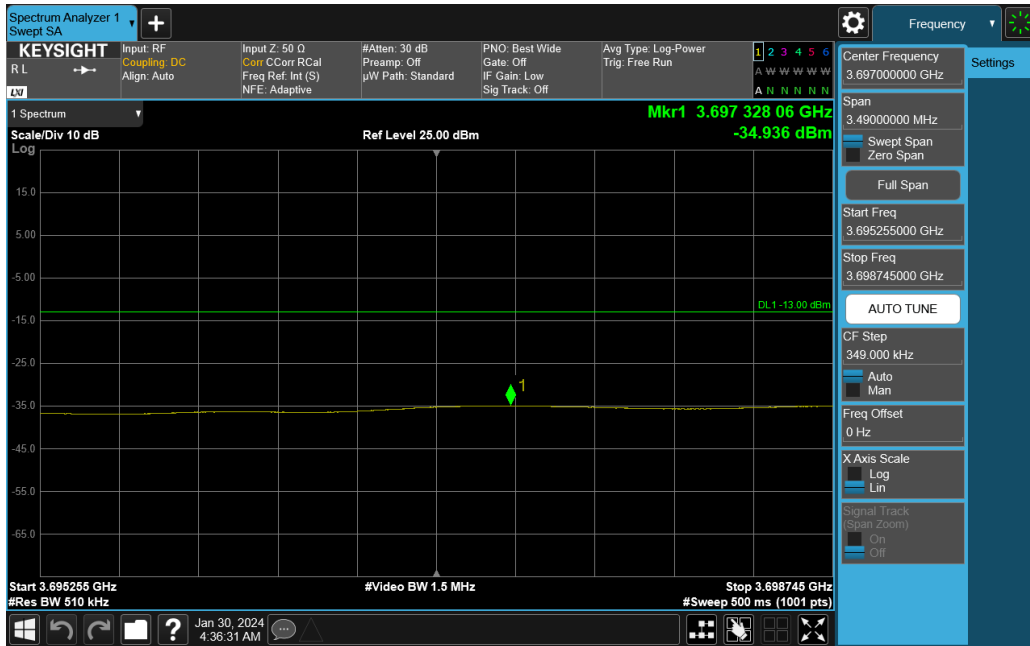 Spectrum Analyzer 1
Swept SA
Frequency
KEYSIGHT
R L
LXI
Input: RF
Coupling: DC
Align: Auto
Input Z: 50 Ω
Corr CCorr RCal
Freq Ref: Int (S)
NFE: Adaptive
#Atten: 30 dB
Preamp: Off
µW Path: Standard
PNO: Best Wide
Gate: Off
IF Gain: Low
Sig Track: Off
Avg Type: Log-Power
Trig: Free Run
1 2 3 4 5 6
A W W W W W
A N N N N N
1 Spectrum
Mkr1 3.697 328 06 GHz
-34.936 dBm
Scale/Div 10 dB
Ref Level 25.00 dBm
Log
15.0
5.00
-5.00
DL1 -13.00 dBm
-15.0
-25.0
1
-35.0
-45.0
-55.0
-65.0
Start 3.695255 GHz
#Video BW 1.5 MHz
Stop 3.698745 GHz
#Res BW 510 kHz
#Sweep 500 ms (1001 pts)
?
Jan 30, 2024
4:36:31 AM
Center Frequency
3.697000000 GHz
Settings
Span
3.49000000 MHz
Swept Span
Zero Span
Full Span
Start Freq
3.695255000 GHz
Stop Freq
3.698745000 GHz
AUTO TUNE
CF Step
349.000 kHz
Auto
Man
Freq Offset
0 Hz
X Axis Scale
Log
Lin
Signal Track
(Span Zoom)
On
Off